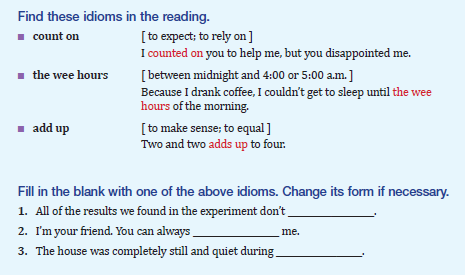 Find these idioms in the reading.
■ count on [ to expect; to rely on ]
I counted on you to help me, but you disappointed me.
■ the wee hours [ between midnight and 4:00 or 5:00 a.m. ]
Because I drank coffee, I couldn't get to sleep until the wee
hours of the morning.
■ add up [ to make sense; to equal ]
Two and two adds up to four.
Fill in the blank with one of the above idioms. Change its form if necessary.
1. All of the results we found in the experiment don't ________________.
2. I'm your friend. You can always ________________ me.
3. The house was completely still and quiet during ________________.